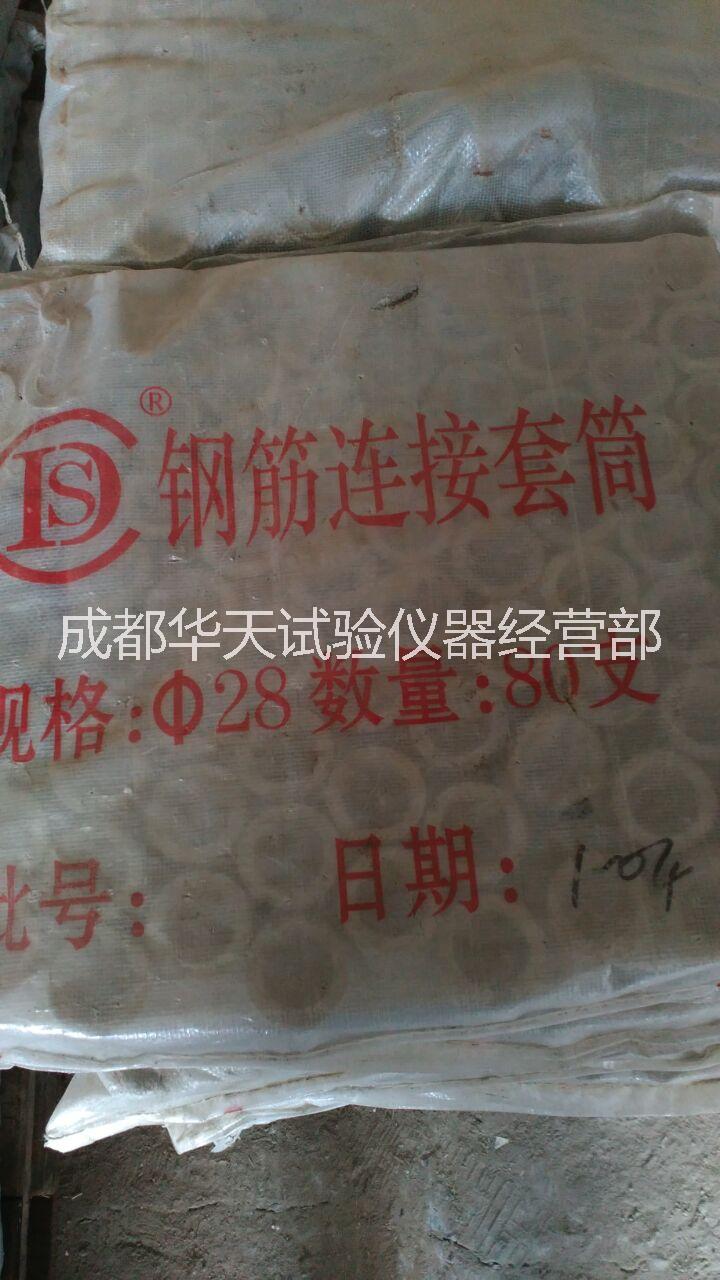 DS ® 钢筋连接套筒
成都华天试验仪器经营部
规格:Φ28 数量:80支
批号: 日期: